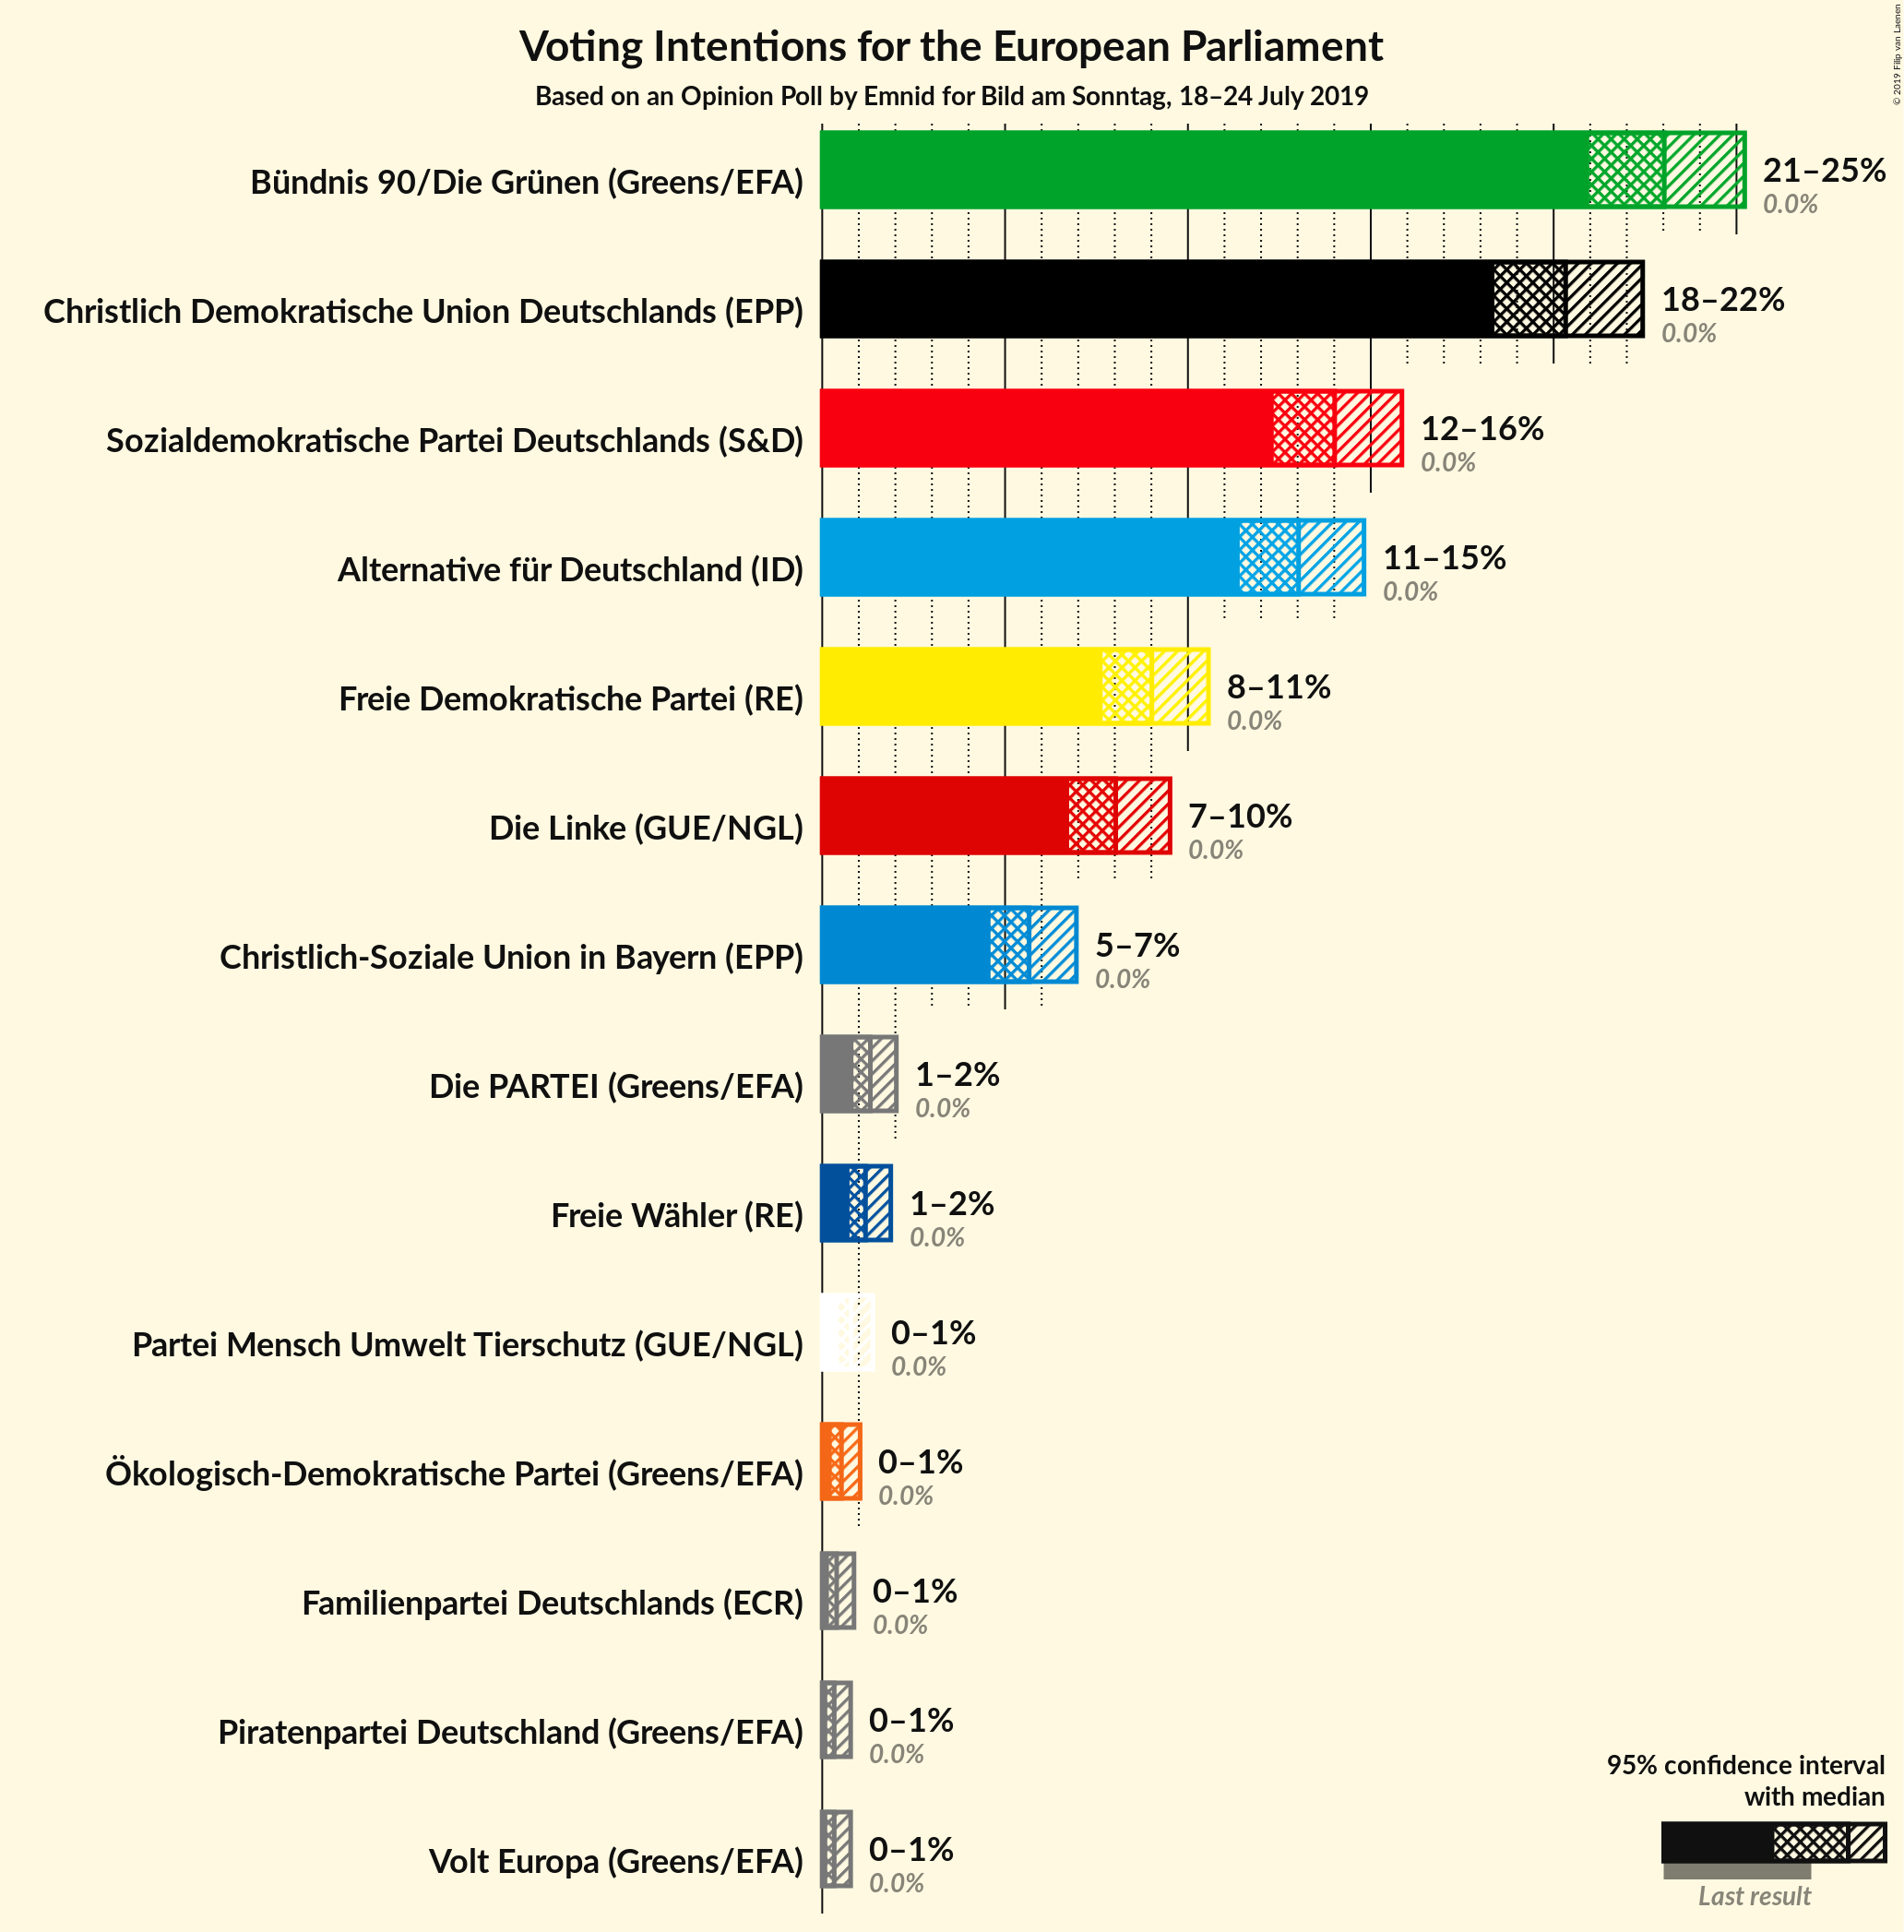 Voting Intentions for the European Parliament
Based on an Opinion Poll by Emnid for Bild am Sonntag, 18–24 July 2019
© 2019 Filip van Laenen
Bündnis 90/Die Grünen (Greens/EFA)
21–25%
0.0%
Christlich Demokratische Union Deutschlands (EPP)
18–22%
0.0%
Sozialdemokratische Partei Deutschlands (S&D)
12–16%
0.0%
Alternative für Deutschland (ID)
11–15%
0.0%
Freie Demokratische Partei (RE)
8–11%
0.0%
Die Linke (GUE/NGL)
7–10%
0.0%
Christlich-Soziale Union in Bayern (EPP)
5–7%
0.0%
Die PARTEI (Greens/EFA)
1–2%
0.0%
Freie Wähler (RE)
1–2%
0.0%
Partei Mensch Umwelt Tierschutz (GUE/NGL)
0–1%
0.0%
Ökologisch-Demokratische Partei (Greens/EFA)
0–1%
0.0%
Familienpartei Deutschlands (ECR)
0–1%
0.0%
Piratenpartei Deutschland (Greens/EFA)
0–1%
0.0%
Volt Europa (Greens/EFA)
0–1%
0.0%
95% confidence interval
with median
Last result